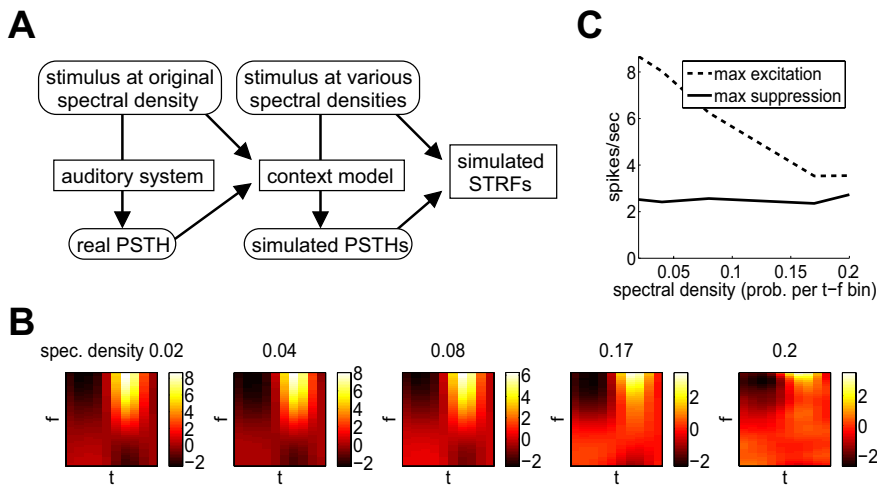 A
stimulus at original
spectral density
stimulus at various
spectral densities
auditory system
context model
simulated
STRFs
real PSTH
simulated PSTHs
C
max excitation
max suppression
spikes/sec
8
6
4
2
0
0.05
0.1
0.15
0.2
spectral density (prob. per t−f bin)
B
spec. density 0.02
0.04
0.08
0.17
0.2
f
t
8
6
4
2
0
−2
f
t
8
6
4
2
0
−2
f
t
6
4
2
0
−2
f
t
2
0
−2
f
t
2
0
−2